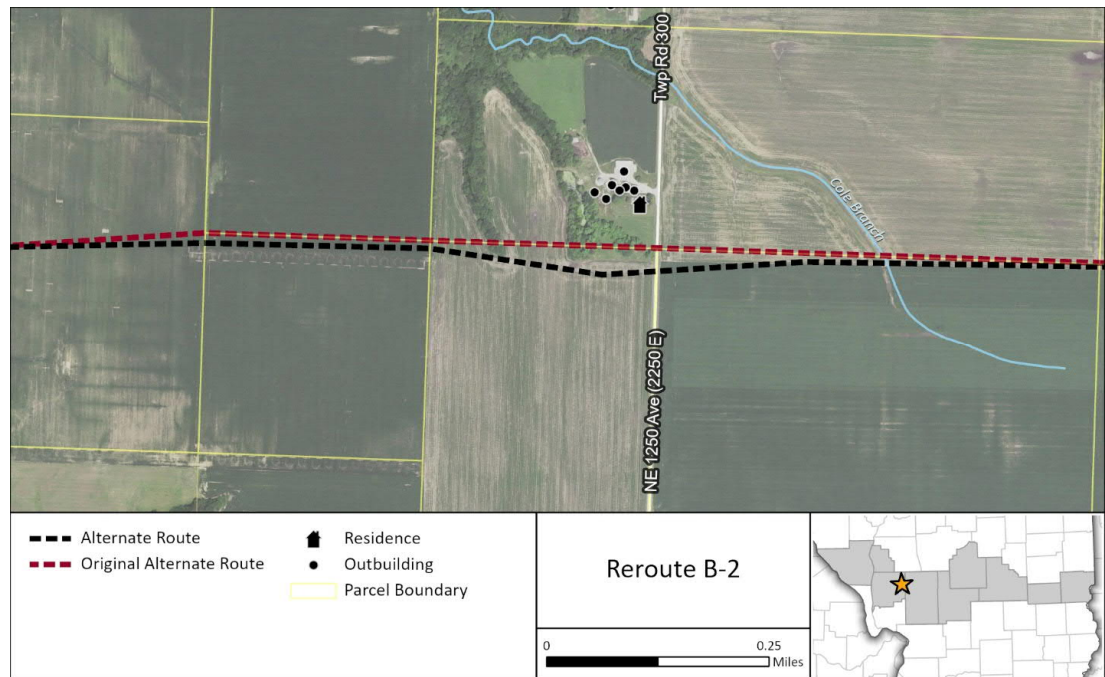 Twp Rd 300
Cole Branch
NE 1250 Ave (2250 E)
Alternate Route
Original Alternate Route
Residence
Outbuilding
Parcel Boundary
Reroute B-2
0 0.25
Miles